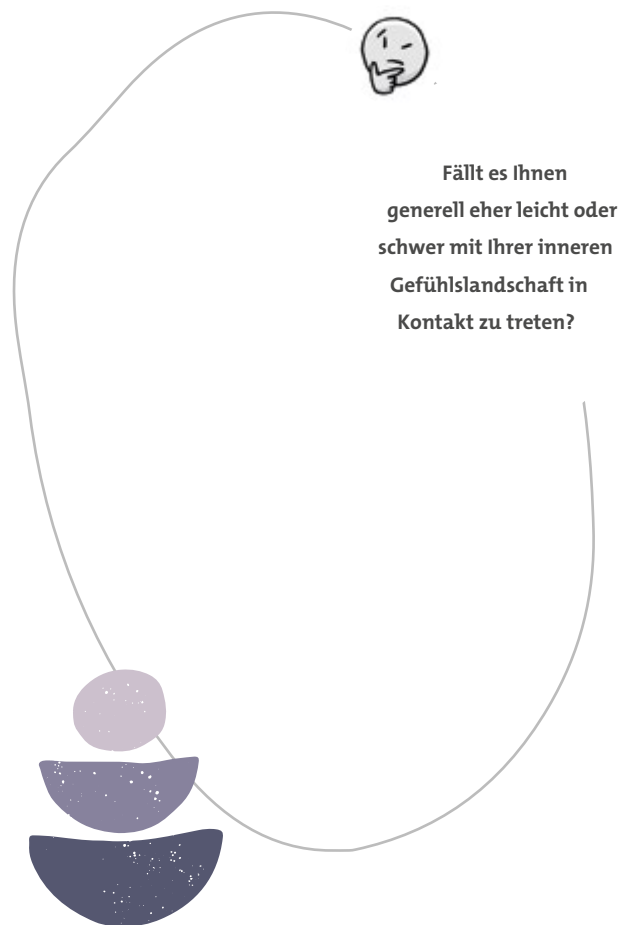 Fällt es Ihnen
generell eher leicht oder
schwer mit Ihrer inneren
Gefühlslandschaft in
Kontakt zu treten?